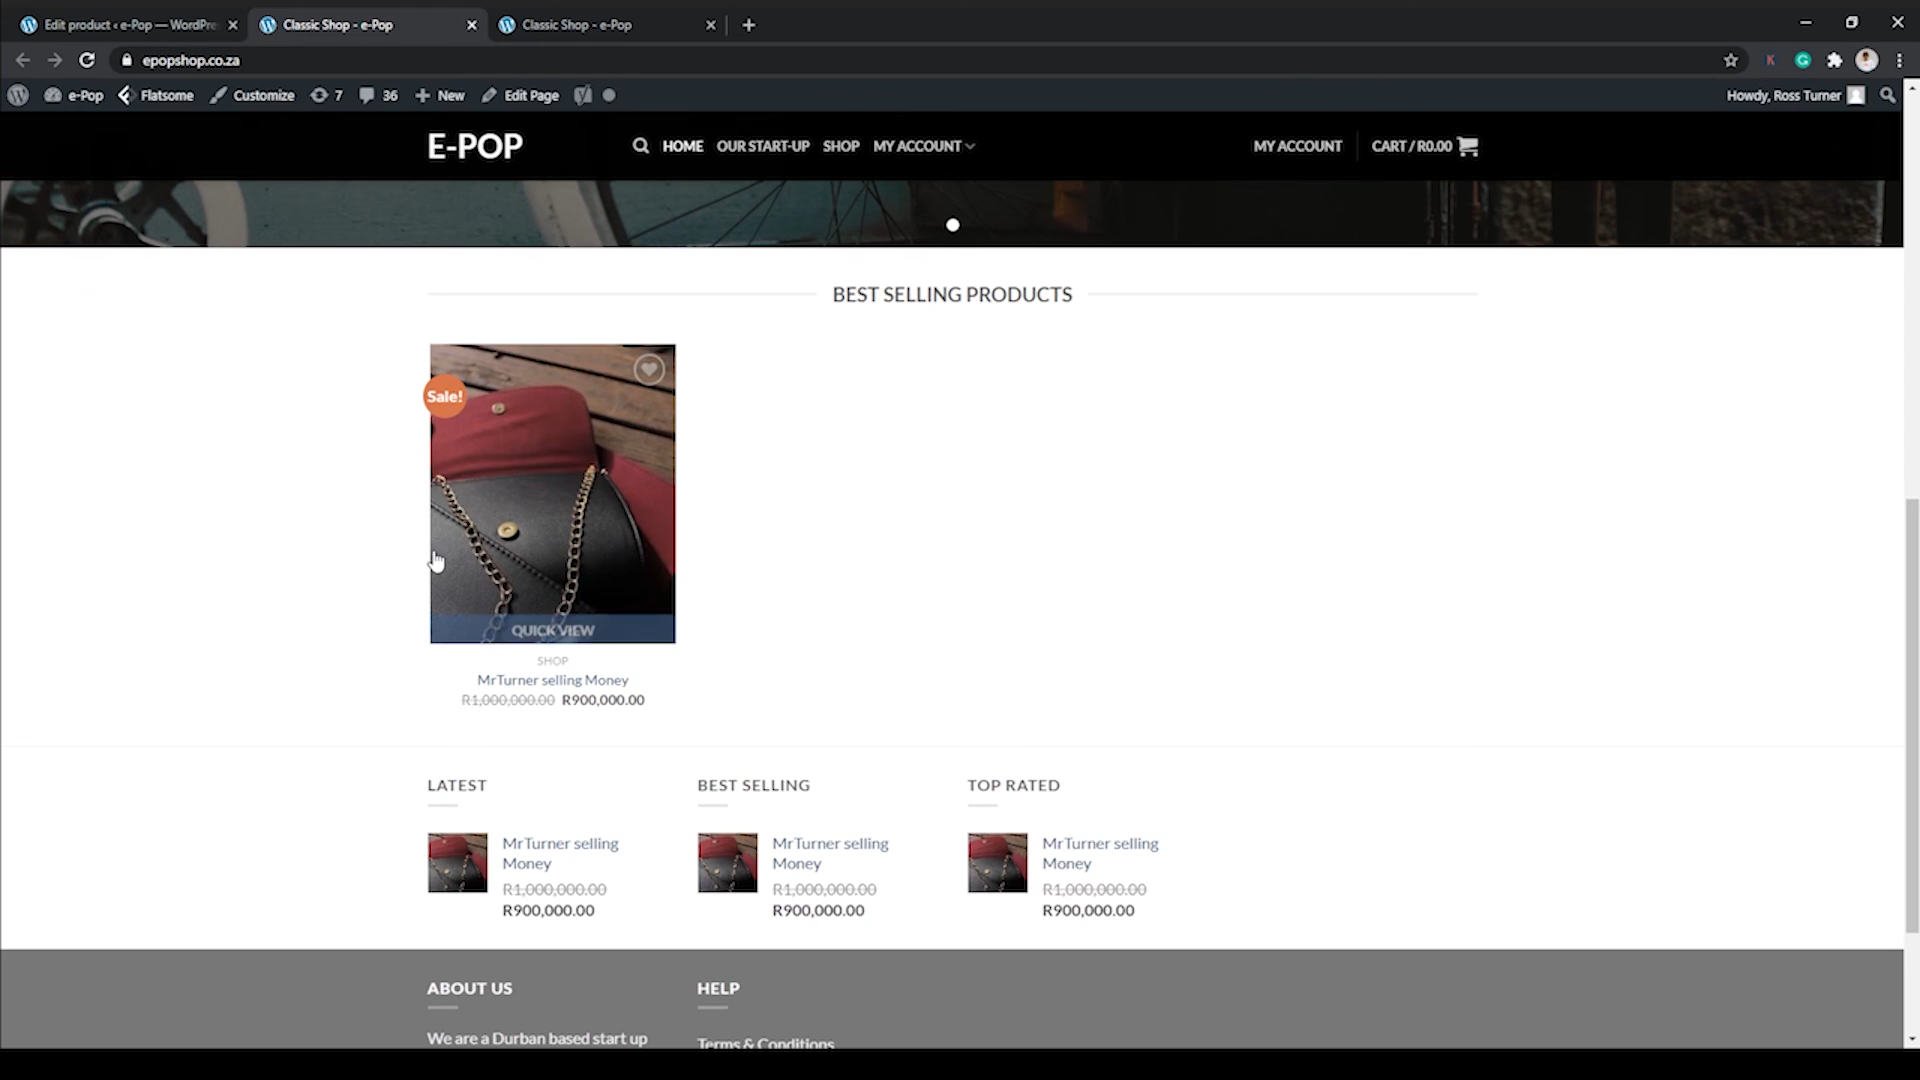 Edit product ‹ e-Pop — WordPre
Classic Shop - e-Pop
Classic Shop - e-Pop
epopshop.co.za
e-Pop
Flatsome
Customize
7
36
New
Edit Page
Howdy, Ross Turner
E-POP
HOME
OUR START-UP
SHOP
MY ACCOUNT
MY ACCOUNT
CART / R0.00
BEST SELLING PRODUCTS
Sale!
QUICK VIEW
SHOP
MrTurner selling Money
R1,000,000.00 R900,000.00
LATEST
MrTurner selling
Money
R1,000,000.00
R900,000.00
BEST SELLING
MrTurner selling
Money
R1,000,000.00
R900,000.00
TOP RATED
MrTurner selling
Money
R1,000,000.00
R900,000.00
ABOUT US
We are a Durban based start up
HELP
Terms & Conditions